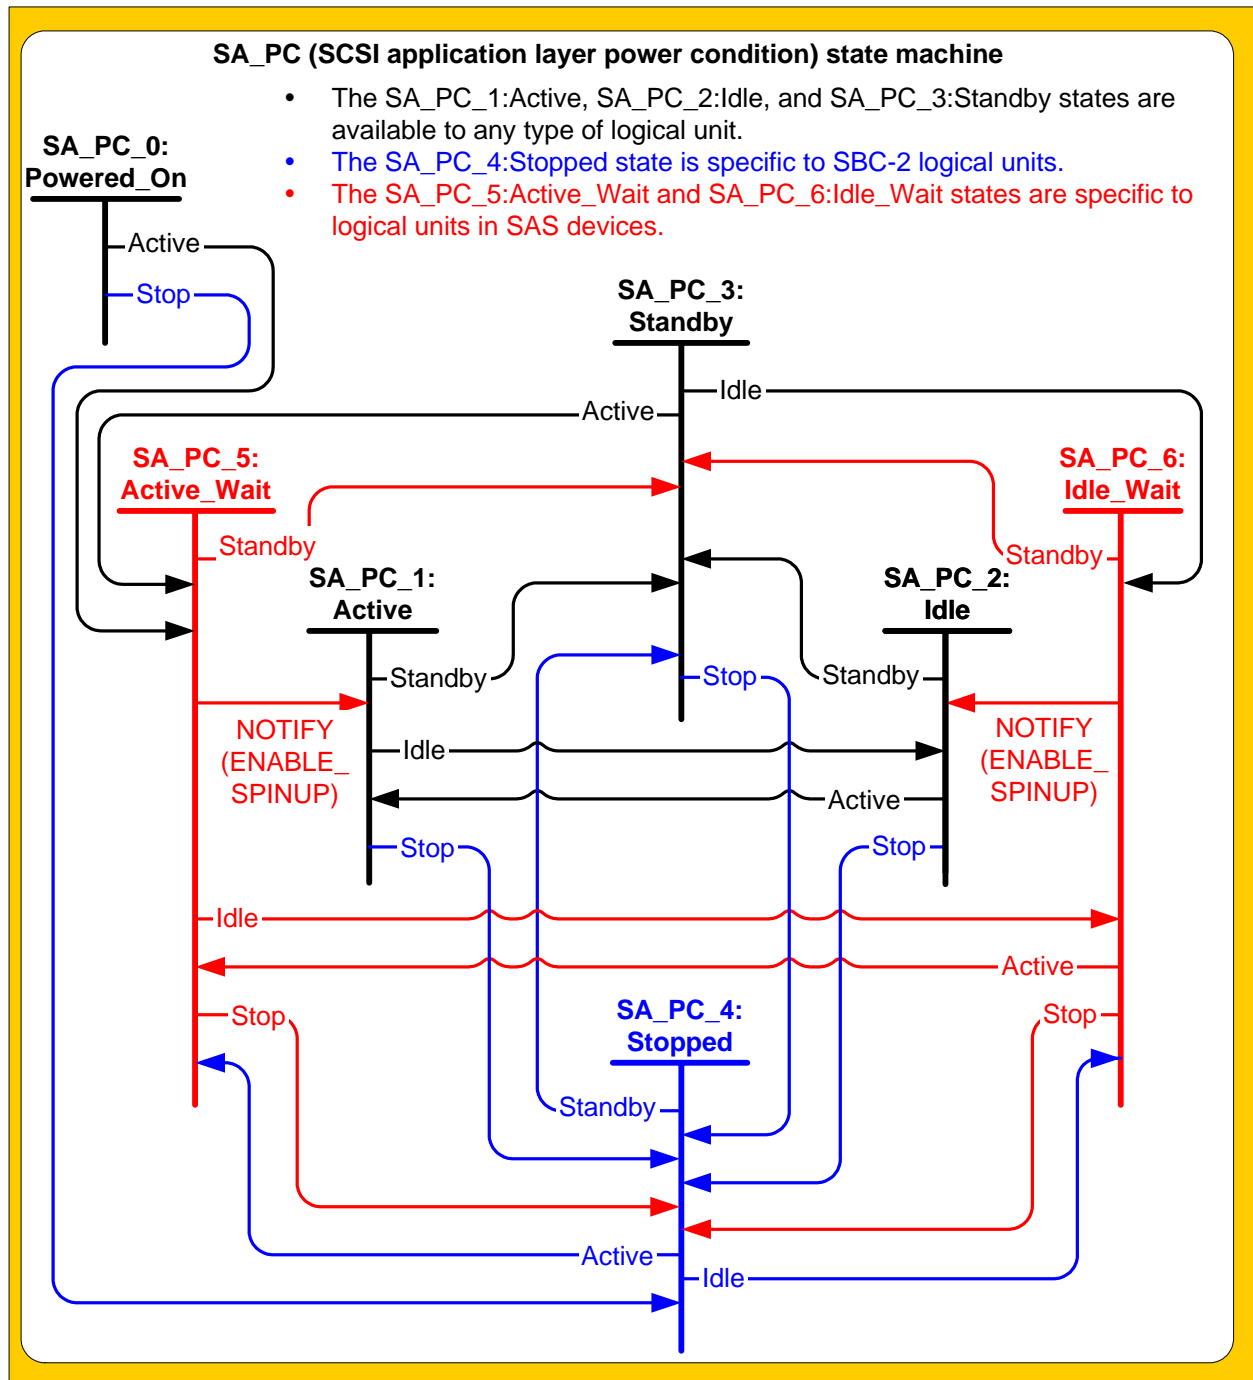 SA_PC (SCSI application layer power condition) state machine
• The SA_PC_1:Active, SA_PC_2:Idle, and SA_PC_3:Standby states are
available to any type of logical unit.
• The SA_PC_4:Stopped state is specific to SBC-2 logical units.
• The SA_PC_5:Active_Wait and SA_PC_6:Idle_Wait states are specific to
logical units in SAS devices.
SA_PC_0:
Powered_On
Active
Stop
SA_PC_3:
Standby
Idle
Active
SA_PC_5:
Active_Wait
SA_PC_6:
Idle_Wait
Standby
Standby
SA_PC_1:
Active
SA_PC_2:
Idle
Standby
Stop
Standby
NOTIFY
(ENABLE_
SPINUP)
NOTIFY
(ENABLE_
SPINUP)
Idle
Active
Stop
Stop
Idle
Active
Stop
SA_PC_4:
Stopped
Stop
Standby
Active
Idle